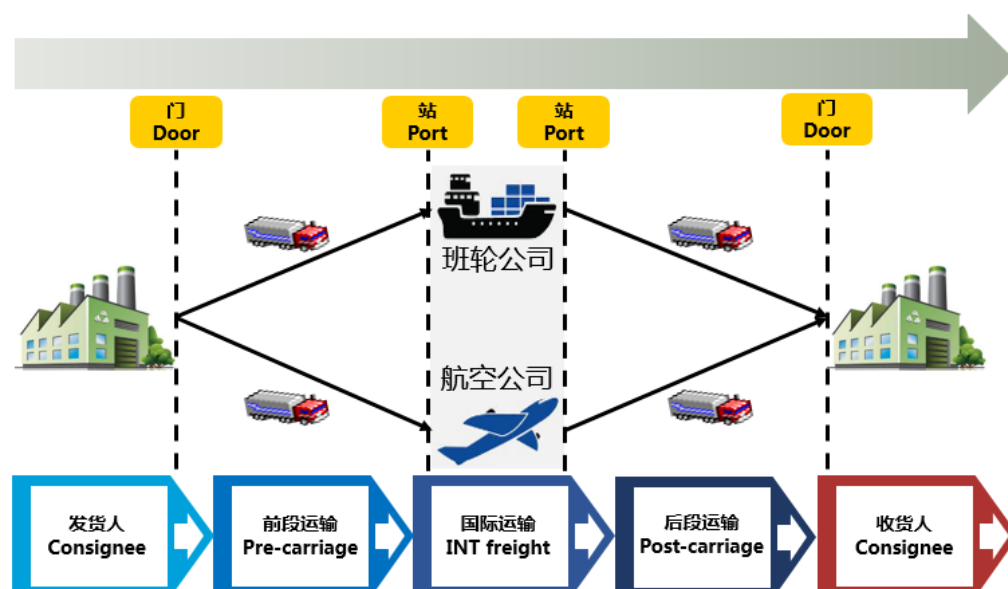 门
Door
站
Port
站
Port
门
Door
班轮公司
航空公司
发货人
Consignee
前段运输
Pre-carriage
国际运输
INT freight
后段运输
Post-carriage
收货人
Consignee